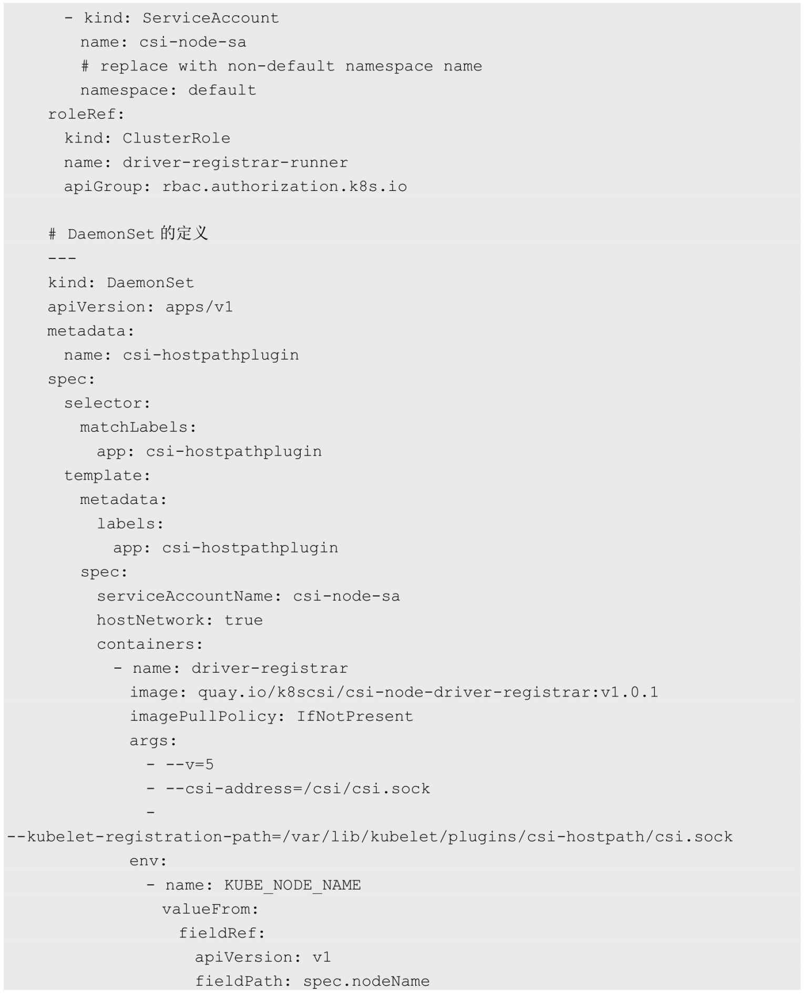 - kind: ServiceAccount
name: csi-node-sa
# replace with non-default namespace name
namespace: default
roleRef:
kind: ClusterRole
name: driver-registrar-runner
apiGroup: rbac.authorization.k8s.io
# DaemonSet 的定义
---
kind: DaemonSet
apiVersion: apps/v1
metadata:
name: csi-hostpathplugin
spec:
selector:
matchLabels:
app: csi-hostpathplugin
template:
metadata:
labels:
app: csi-hostpathplugin
spec:
serviceAccountName: csi-node-sa
hostNetwork: true
containers:
- name: driver-registrar
image: quay.io/k8scsi/csi-node-driver-registrar:v1.0.1
imagePullPolicy: IfNotPresent
args:
- --v=5
- --csi-address=/csi/csi.sock
-
--kubelet-registration-path=/var/lib/kubelet/plugins/csi-hostpath/csi.sock
env:
- name: KUBE_NODE_NAME
valueFrom:
fieldRef:
apiVersion: v1
fieldPath: spec.nodeName